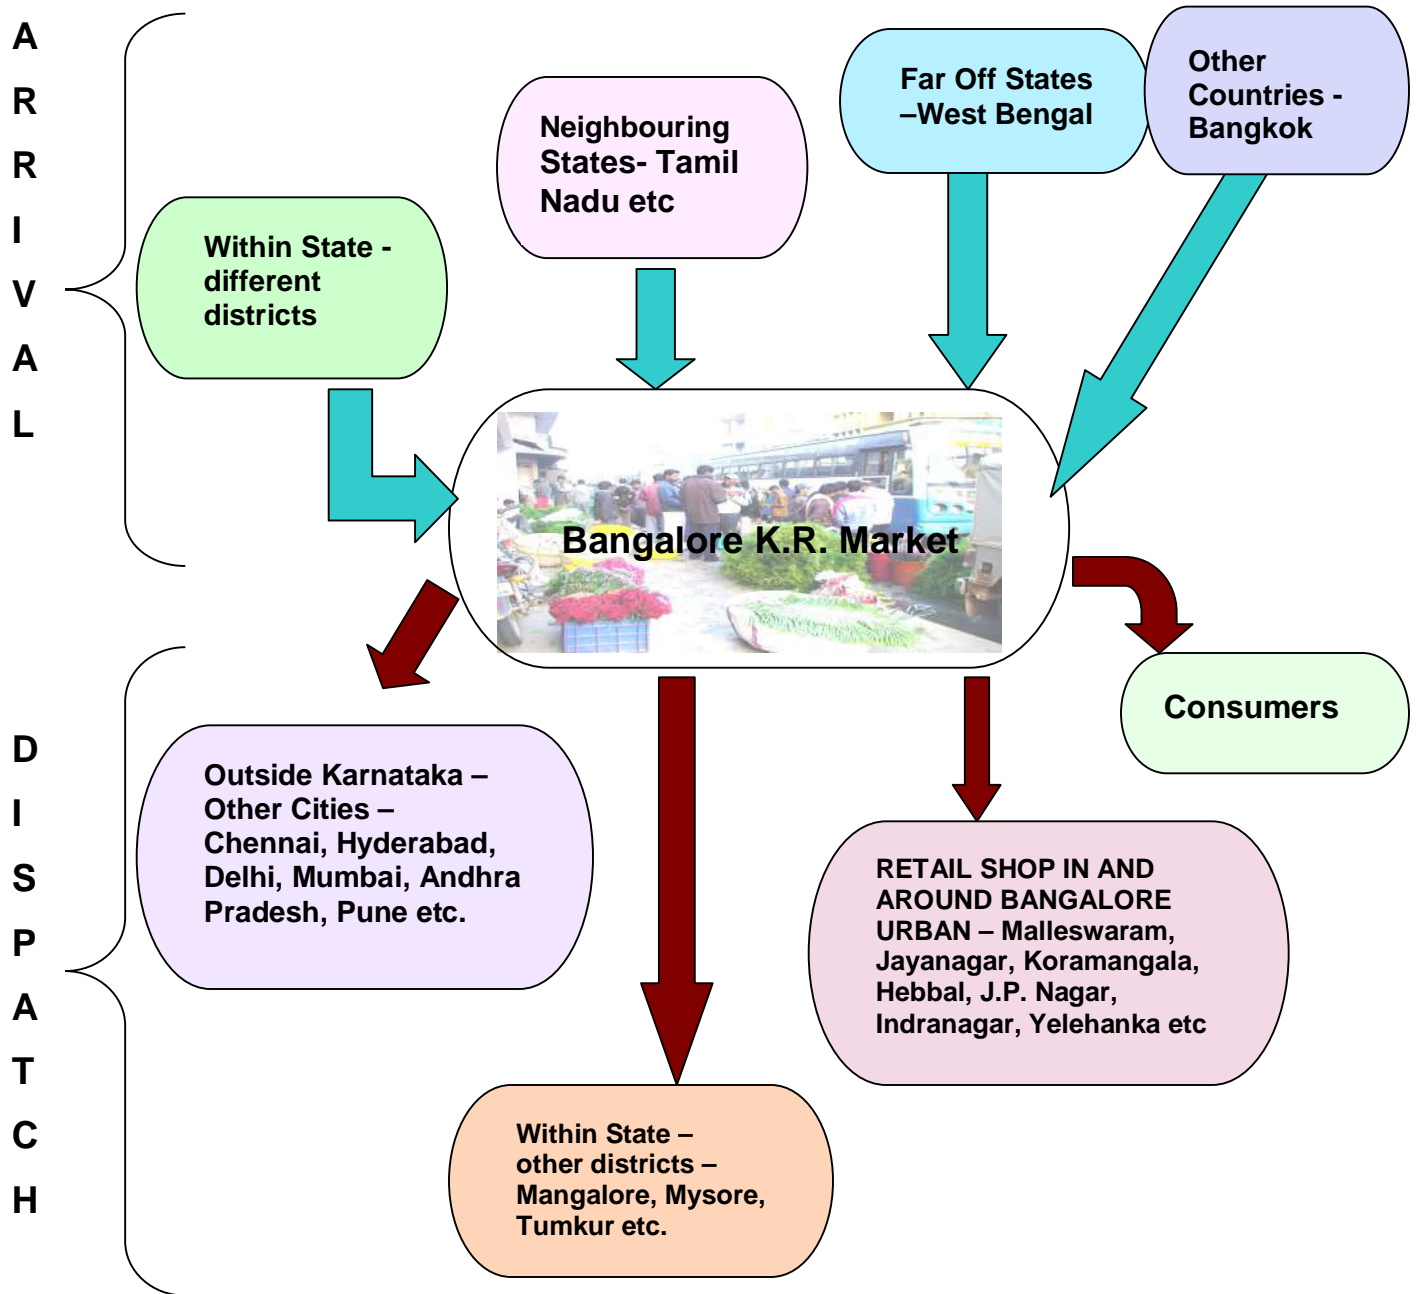 A
R
R
I
V
A
L
Within State -
different
districts
Neighbouring
States- Tamil
Nadu etc
Far Off States
–West Bengal
Other
Countries -
Bangkok
Bangalore K.R. Market
D
I
S
P
A
T
C
H
Outside Karnataka –
Other Cities –
Chennai, Hyderabad,
Delhi, Mumbai, Andhra
Pradesh, Pune etc.
Within State –
other districts –
Mangalore, Mysore,
Tumkur etc.
RETAIL SHOP IN AND
AROUND BANGALORE
URBAN – Malleswaram,
Jayanagar, Koramangala,
Hebbal, J.P. Nagar,
Indranagar, Yelehanka etc
Consumers